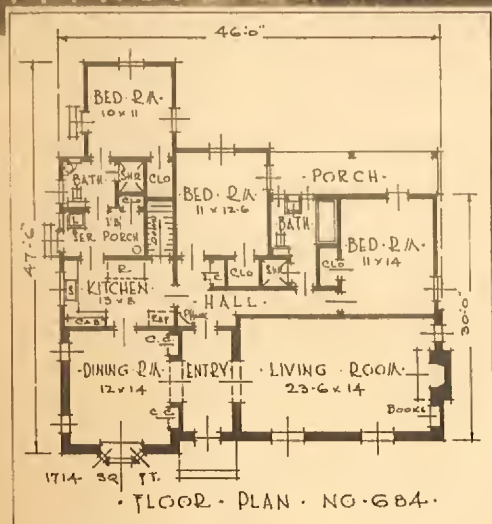 46'0"
BED RM
10 x 11
BATH
SHR
CLO
BED RM
11 x 12-6
PORCH
SER. PORCH
BATH
BED RM
11 x 14
CLO
CLO
SHR
47'-6"
R
KITCHEN
13 x 8
S
HALL
CAB
PH
30'-0"
C.C.
DINING RM
12 x 14
ENTRY
LIVING ROOM
23-6 x 14
C.C.
BOOKS
1714 SQ FT.
FLOOR PLAN NO. 684